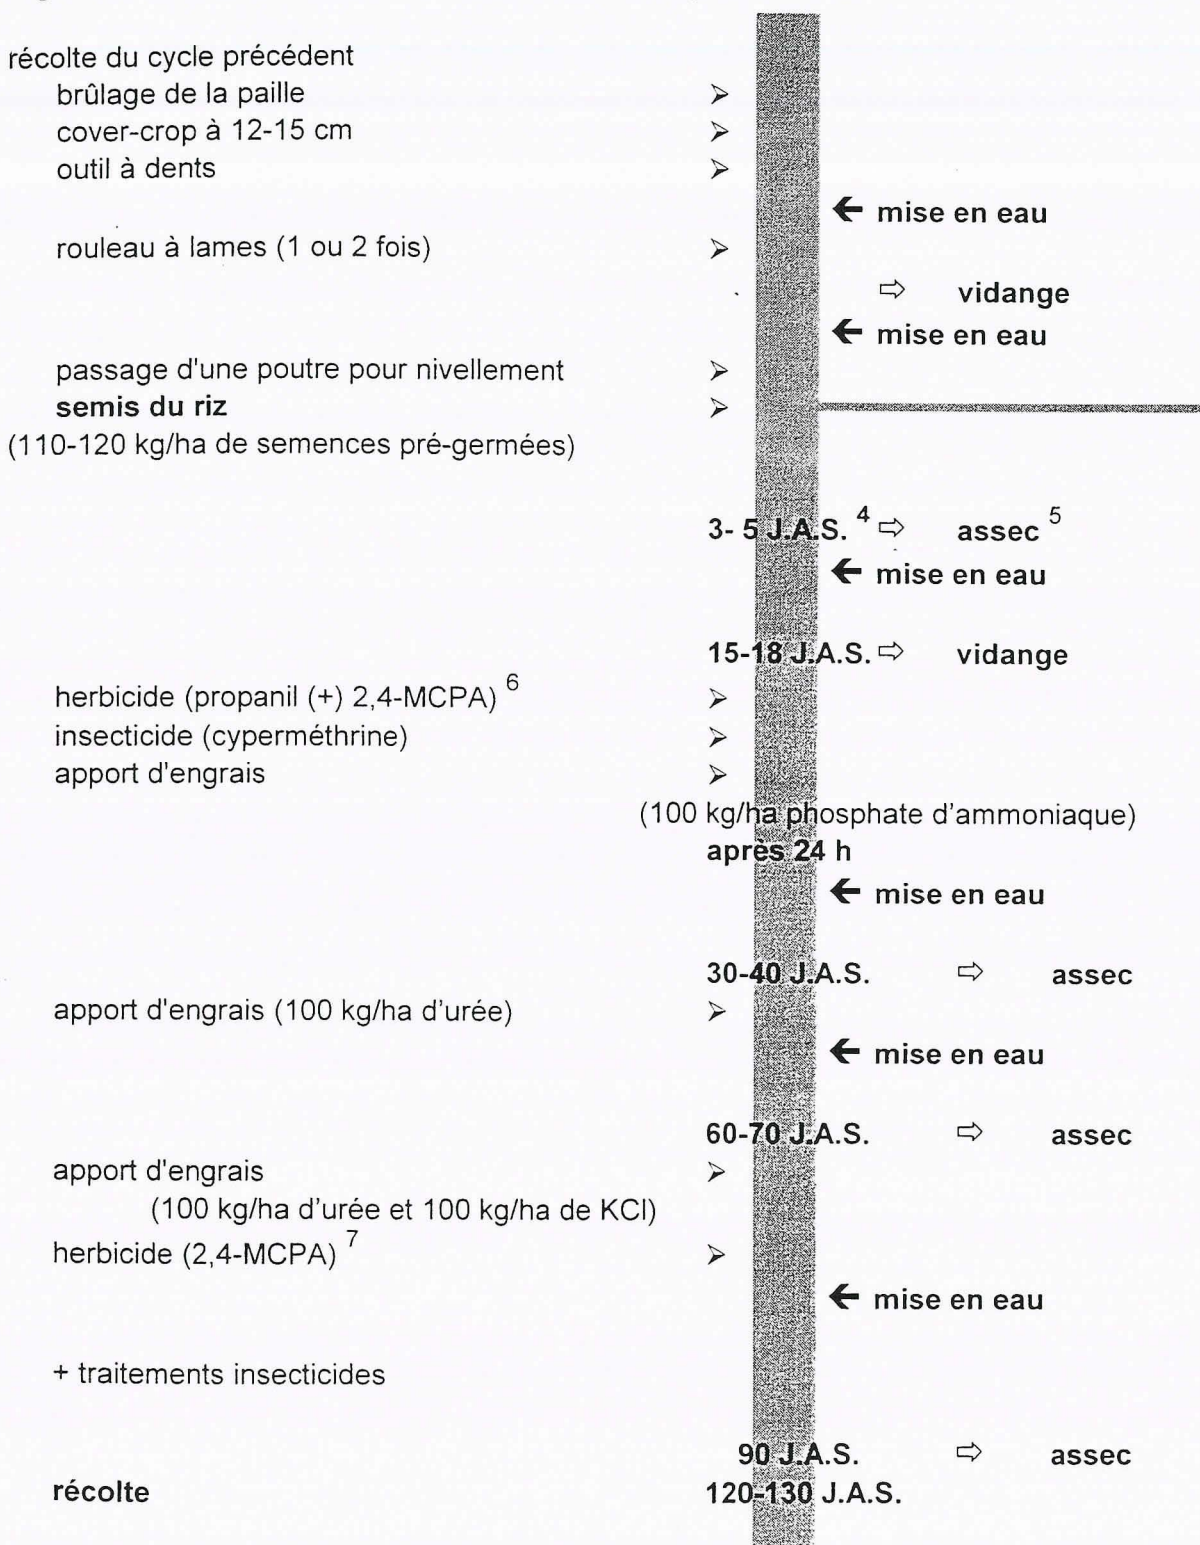 récolte du cycle précédent
brûlage de la paille ➢
cover-crop à 12-15 cm ➢
outil à dents ➢
← mise en eau
rouleau à lames (1 ou 2 fois) ➢
⇨ vidange
← mise en eau
passage d'une poutre pour nivellement ➢
semis du riz ➢
(110-120 kg/ha de semences pré-germées)
3- 5 J.A.S. 4 ⇨ assec 5
← mise en eau
15-18 J.A.S. ⇨ vidange
herbicide (propanil (+) 2,4-MCPA) 6 ➢
insecticide (cyperméthrine) ➢
apport d'engrais ➢
(100 kg/ha phosphate d'ammoniaque)
après 24 h
← mise en eau
30-40 J.A.S. ⇨ assec
apport d'engrais (100 kg/ha d'urée) ➢
← mise en eau
60-70 J.A.S. ⇨ assec
apport d'engrais ➢
(100 kg/ha d'urée et 100 kg/ha de KCl)
herbicide (2,4-MCPA) 7 ➢
← mise en eau
+ traitements insecticides
90 J.A.S. ⇨ assec
récolte 120-130 J.A.S.